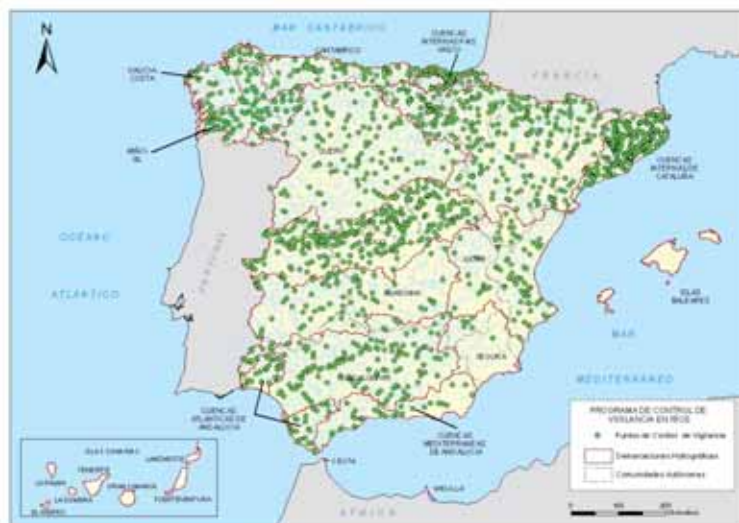 N
MAR CANTÁBRICO
CUENCAS
INTERNAS PAÍS
VASCO
CANTÁBRICO
GALICIA
COSTA
FRANCIA
MIÑO-
SIL
DUERO
EBRO
CUENCAS
INTERNAS DE
CATALUÑA
OCÉANO
ATLÁNTICO
PORTUGAL
TAJO
JÚCAR
GUADIANA
ISLAS
BALEARES
MAR
MEDITERRÁNEO
SEGURA
GUADALQUIVIR
CUENCAS
ATLÁNTICAS DE
ANDALUCÍA
CUENCAS
MEDITERRÁNEAS
DE ANDALUCÍA
CEUTA
MELILLA
ÁFRICA
ISLAS CANARIAS
LANZAROTE
LA PALMA
TENERIFE
GRAN CANARIA
LA GOMERA
FUERTEVENTURA
EL HIERRO
PROGRAMA DE CONTROL DE
VIGILANCIA EN RÍOS
Puntos de Control de Vigilancia
Demarcaciones Hidrográficas
Comunidades Autónomas
0